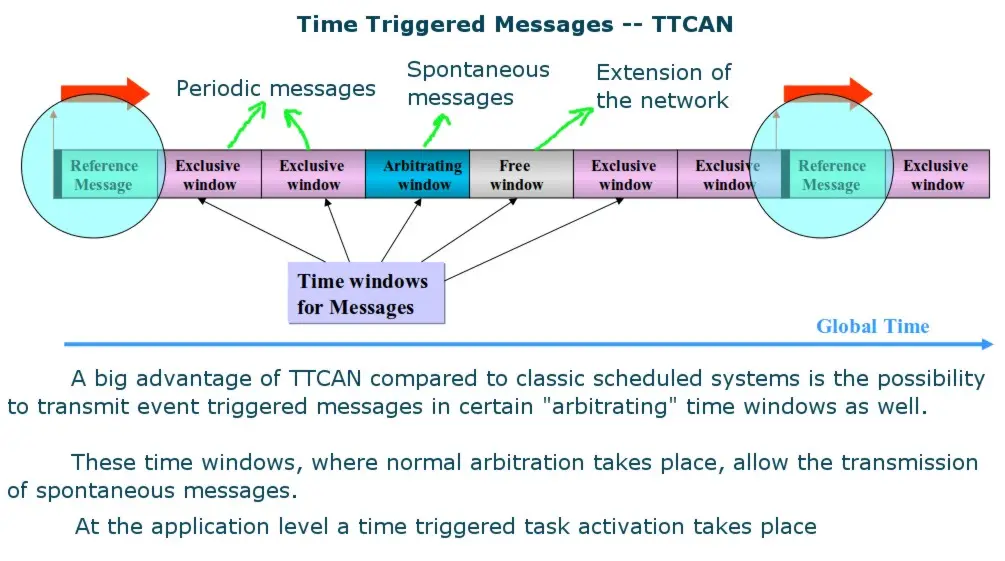 Time Triggered Messages -- TTCAN
Periodic messages
Spontaneous
messages
Extension of
the network
Reference
Message
Exclusive
window
Exclusive
window
Arbitrating
window
Free
window
Exclusive
window
Exclusive
window
Reference
Message
Exclusive
window
Time windows
for Messages
Global Time
A big advantage of TTCAN compared to classic scheduled systems is the possibility
to transmit event triggered messages in certain "arbitrating" time windows as well.
These time windows, where normal arbitration takes place, allow the transmission
of spontaneous messages.
At the application level a time triggered task activation takes place